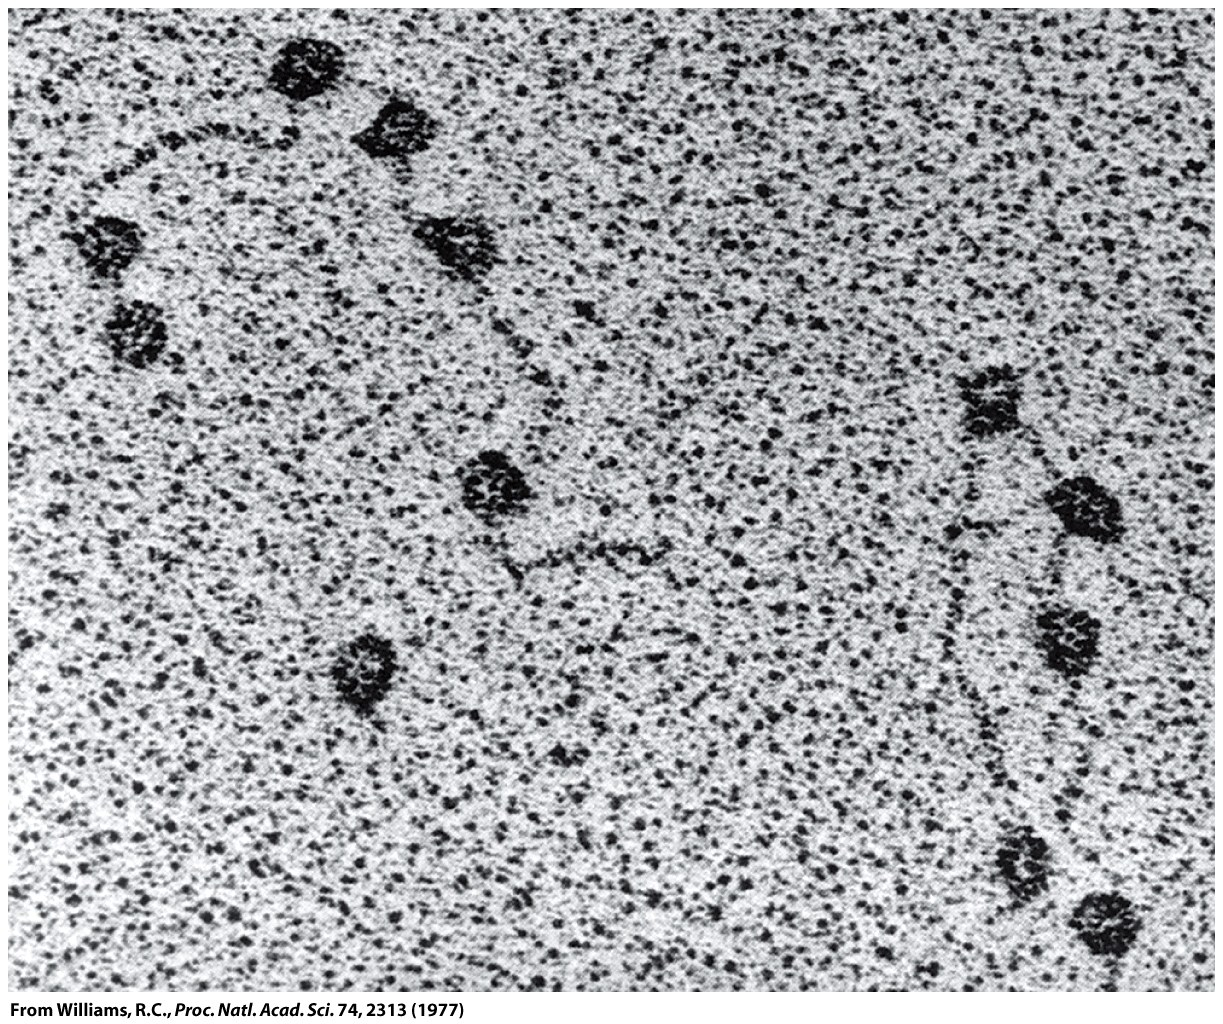 From Williams, R.C., Proc. Natl. Acad. Sci. 74, 2313 (1977)